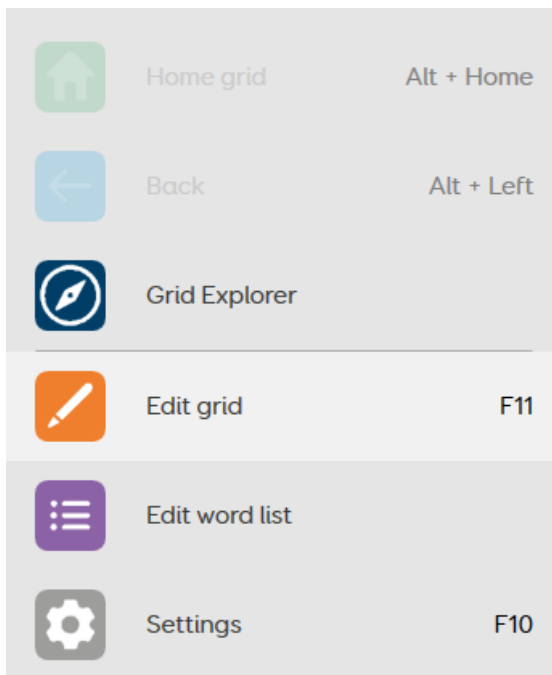 Home grid Alt + Home
Back Alt + Left
Grid Explorer
Edit grid F11
Edit word list
Settings F10